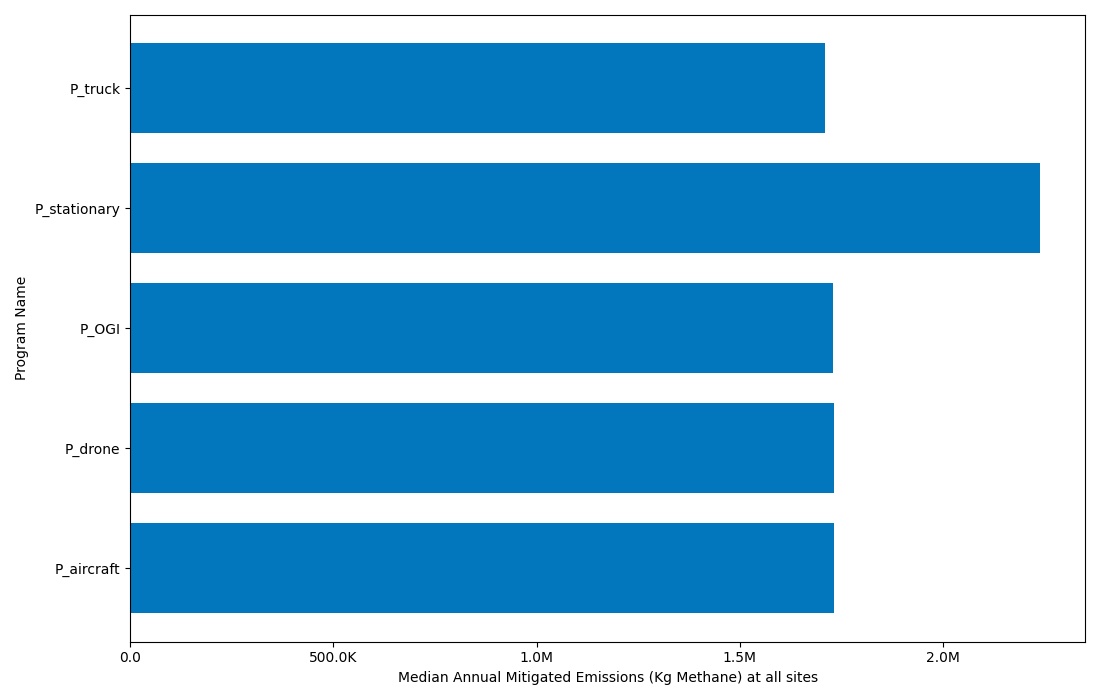 Program Name
P_truck
P_stationary
P_OGI
P_drone
P_aircraft
0.0 500.0K 1.0M 1.5M 2.0M
Median Annual Mitigated Emissions (Kg Methane) at all sites